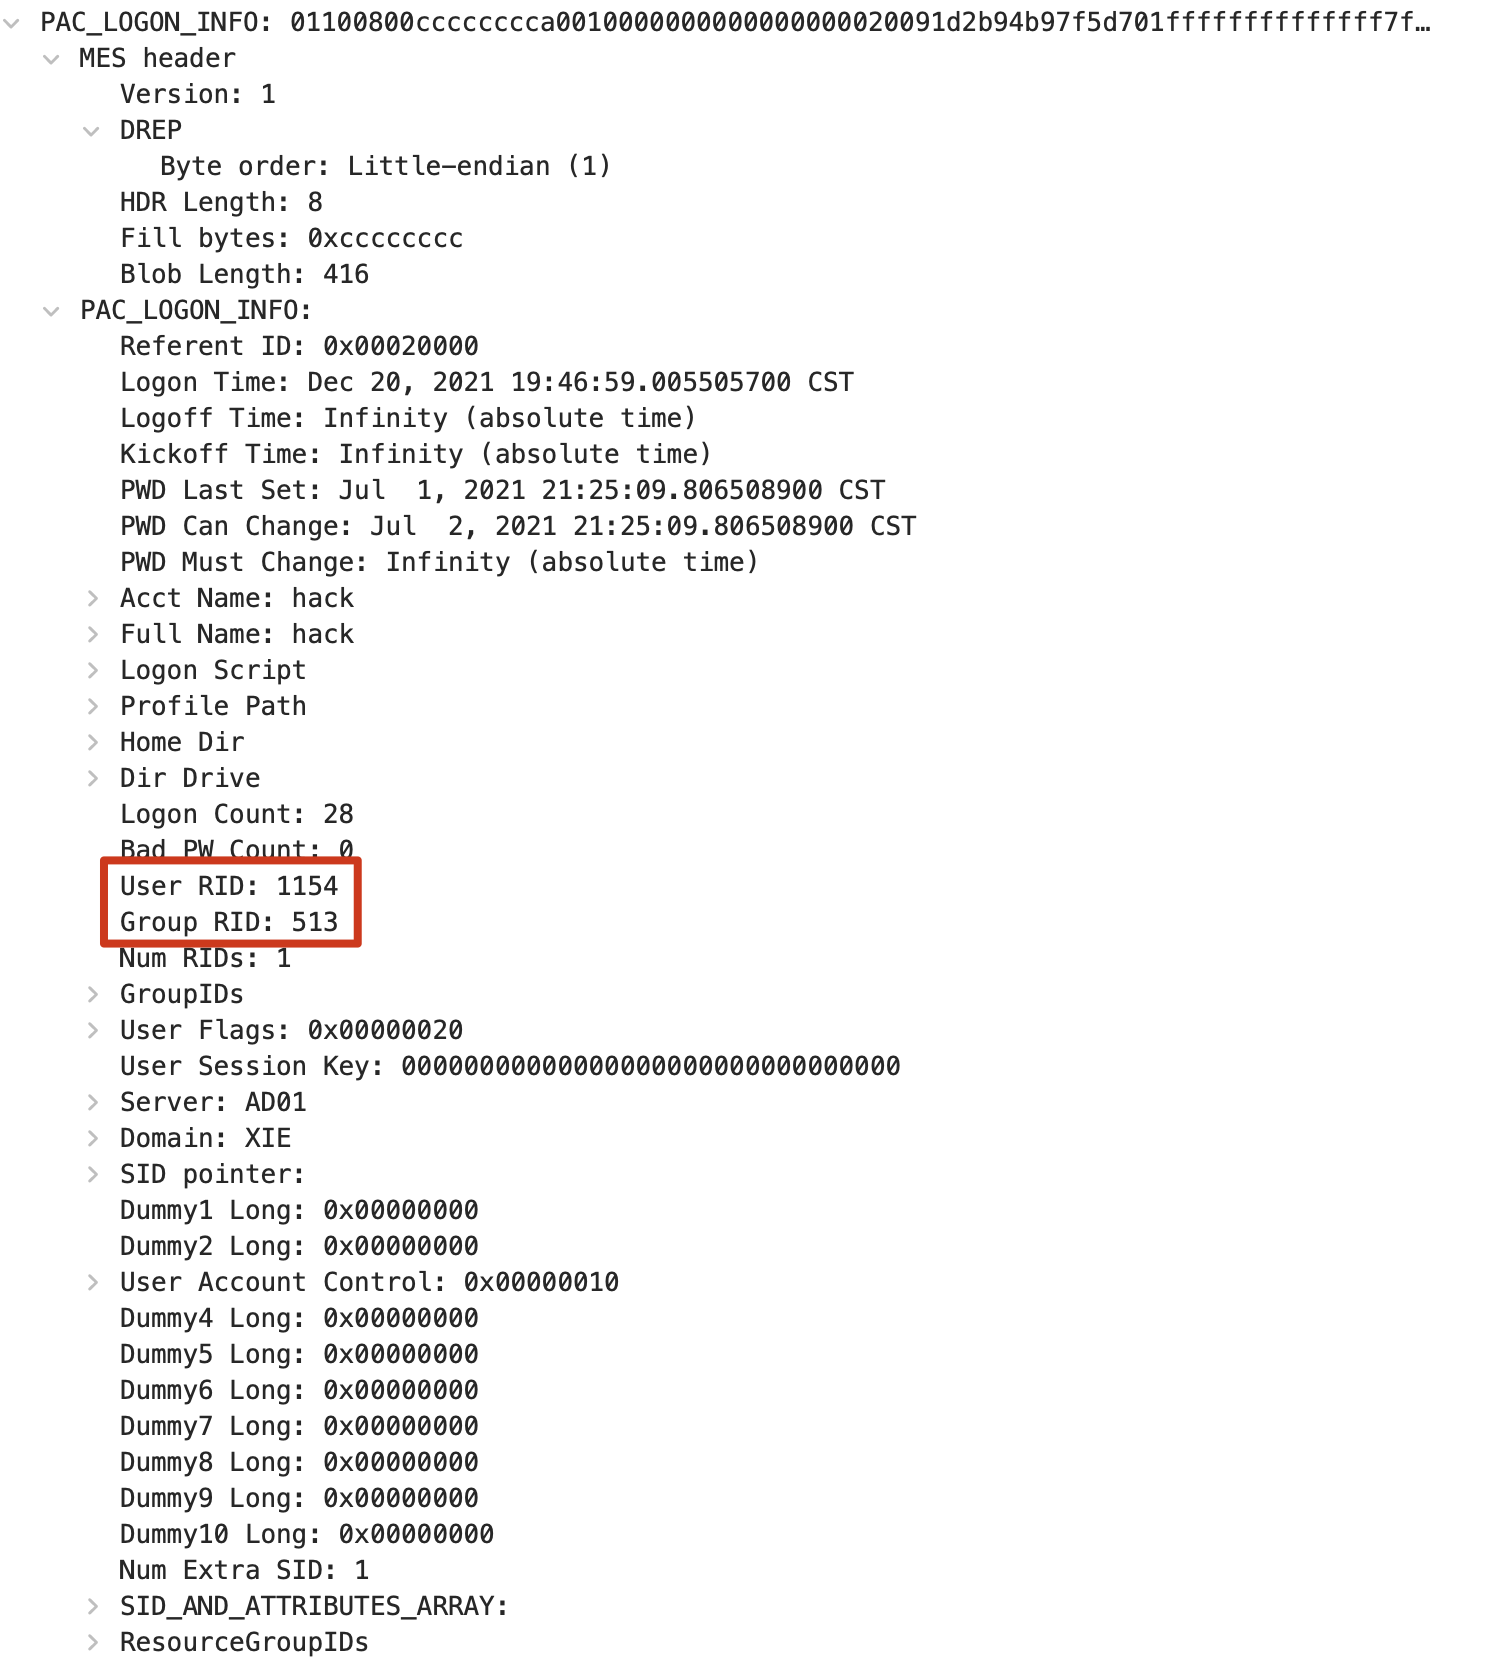 PAC_LOGON_INFO: 01100800cccccccca00100000000000000000020091d2b94b97f5d701ffffffffffffff7f…
MES header
Version: 1
DREP
Byte order: Little-endian (1)
HDR Length: 8
Fill bytes: 0xcccccccc
Blob Length: 416
PAC_LOGON_INFO:
Referent ID: 0x00020000
Logon Time: Dec 20, 2021 19:46:59.005505700 CST
Logoff Time: Infinity (absolute time)
Kickoff Time: Infinity (absolute time)
PWD Last Set: Jul  1, 2021 21:25:09.806508900 CST
PWD Can Change: Jul  2, 2021 21:25:09.806508900 CST
PWD Must Change: Infinity (absolute time)
Acct Name: hack
Full Name: hack
Logon Script
Profile Path
Home Dir
Dir Drive
Logon Count: 28
Bad PW Count: 0
User RID: 1154
Group RID: 513
Num RIDs: 1
GroupIDs
User Flags: 0x00000020
User Session Key: 00000000000000000000000000000000
Server: AD01
Domain: XIE
SID pointer:
Dummy1 Long: 0x00000000
Dummy2 Long: 0x00000000
User Account Control: 0x00000010
Dummy4 Long: 0x00000000
Dummy5 Long: 0x00000000
Dummy6 Long: 0x00000000
Dummy7 Long: 0x00000000
Dummy8 Long: 0x00000000
Dummy9 Long: 0x00000000
Dummy10 Long: 0x00000000
Num Extra SID: 1
SID_AND_ATTRIBUTES_ARRAY:
ResourceGroupIDs